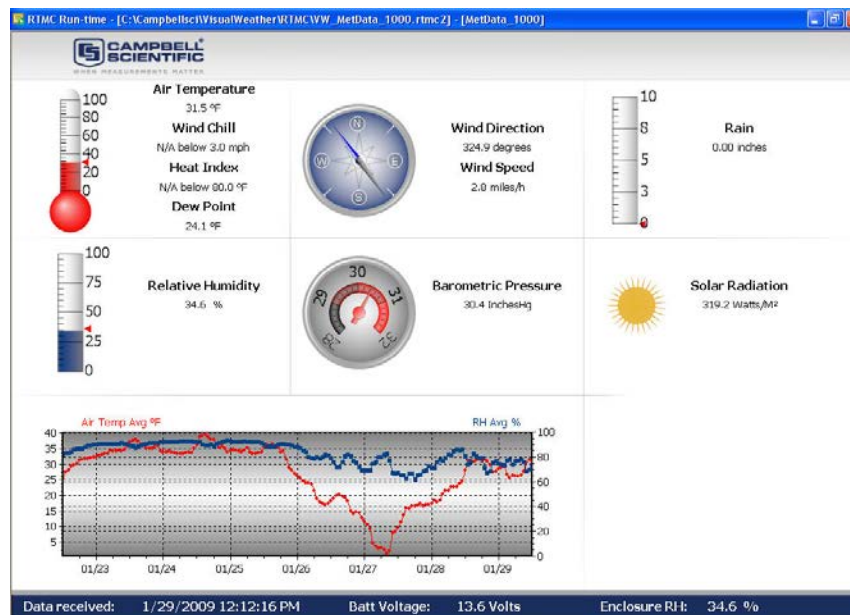 RTMC Run-time - [C:\Campbellsci\VisualWeather\RTMC\VW_MetData_1000.rtmc2] - [MetData_1000]
CAMPBELL
SCIENTIFIC
WHEN MEASUREMENTS MATTER
100
80
60
40
20
0
Air Temperature
31.5 ºF
Wind Chill
N/A below 3.0 mph
Heat Index
N/A below 80.0 ºF
Dew Point
24.1 ºF
N
W
E
S
Wind Direction
324.9 degrees
Wind Speed
2.8 miles/h
10
8
5
3
0
Rain
0.00 inches
100
75
50
25
0
Relative Humidity
34.6 %
28
29
30
31
32
Barometric Pressure
30.4 InchesHg
Solar Radiation
319.2 Watts/M²
Air Temp Avg ºF
RH Avg %
40
35
30
25
20
15
10
5
100
80
60
40
20
0
01/23
01/24
01/25
01/26
01/27
01/28
01/29
Data received: 1/29/2009 12:12:16 PM Batt Voltage: 13.6 Volts Enclosure RH: 34.6 %